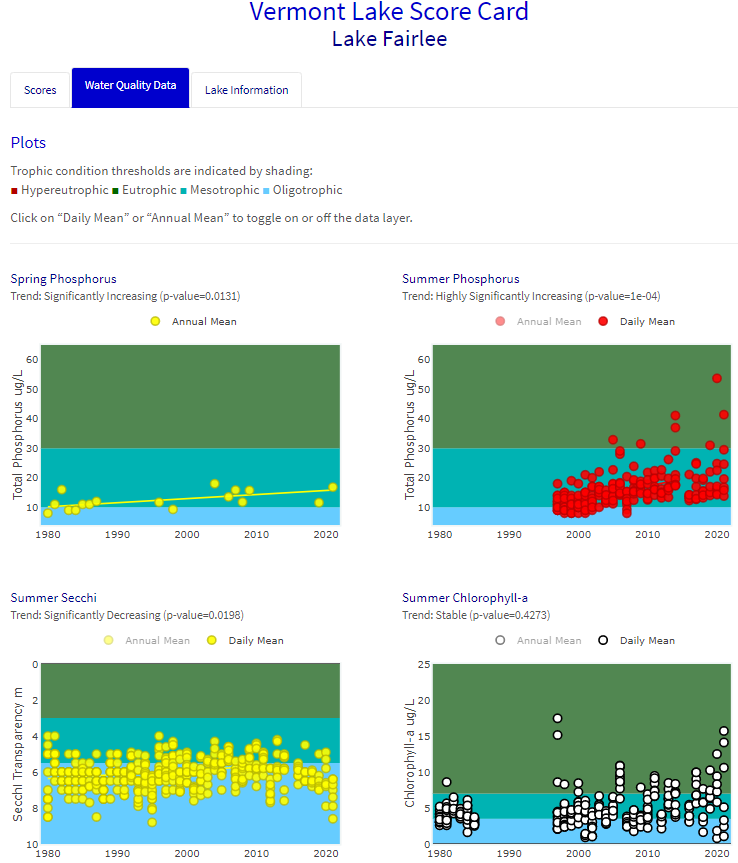 Vermont Lake Score Card
Lake Fairlee
Scores
Water Quality Data
Lake Information
Plots
Trophic condition thresholds are indicated by shading:
■ Hypereutrophic ■ Eutrophic ■ Mesotrophic ■ Oligotrophic
Click on “Daily Mean” or “Annual Mean” to toggle on or off the data layer.
Spring Phosphorus
Trend: Significantly Increasing (p-value=0.0131)
Annual Mean
Total Phosphorus ug/L
60
50
40
30
20
10
1980 1990 2000 2010 2020
Summer Phosphorus
Trend: Highly Significantly Increasing (p-value=1e-04)
Annual Mean Daily Mean
Total Phosphorus ug/L
60
50
40
30
20
10
1980 1990 2000 2010 2020
Summer Secchi
Trend: Significantly Decreasing (p-value=0.0198)
Annual Mean Daily Mean
Secchi Transparency m
0
2
4
6
8
10
1980 1990 2000 2010 2020
Summer Chlorophyll-a
Trend: Stable (p-value=0.4273)
Annual Mean Daily Mean
Chlorophyll-a ug/L
25
20
15
10
5
0
1980 1990 2000 2010 2020